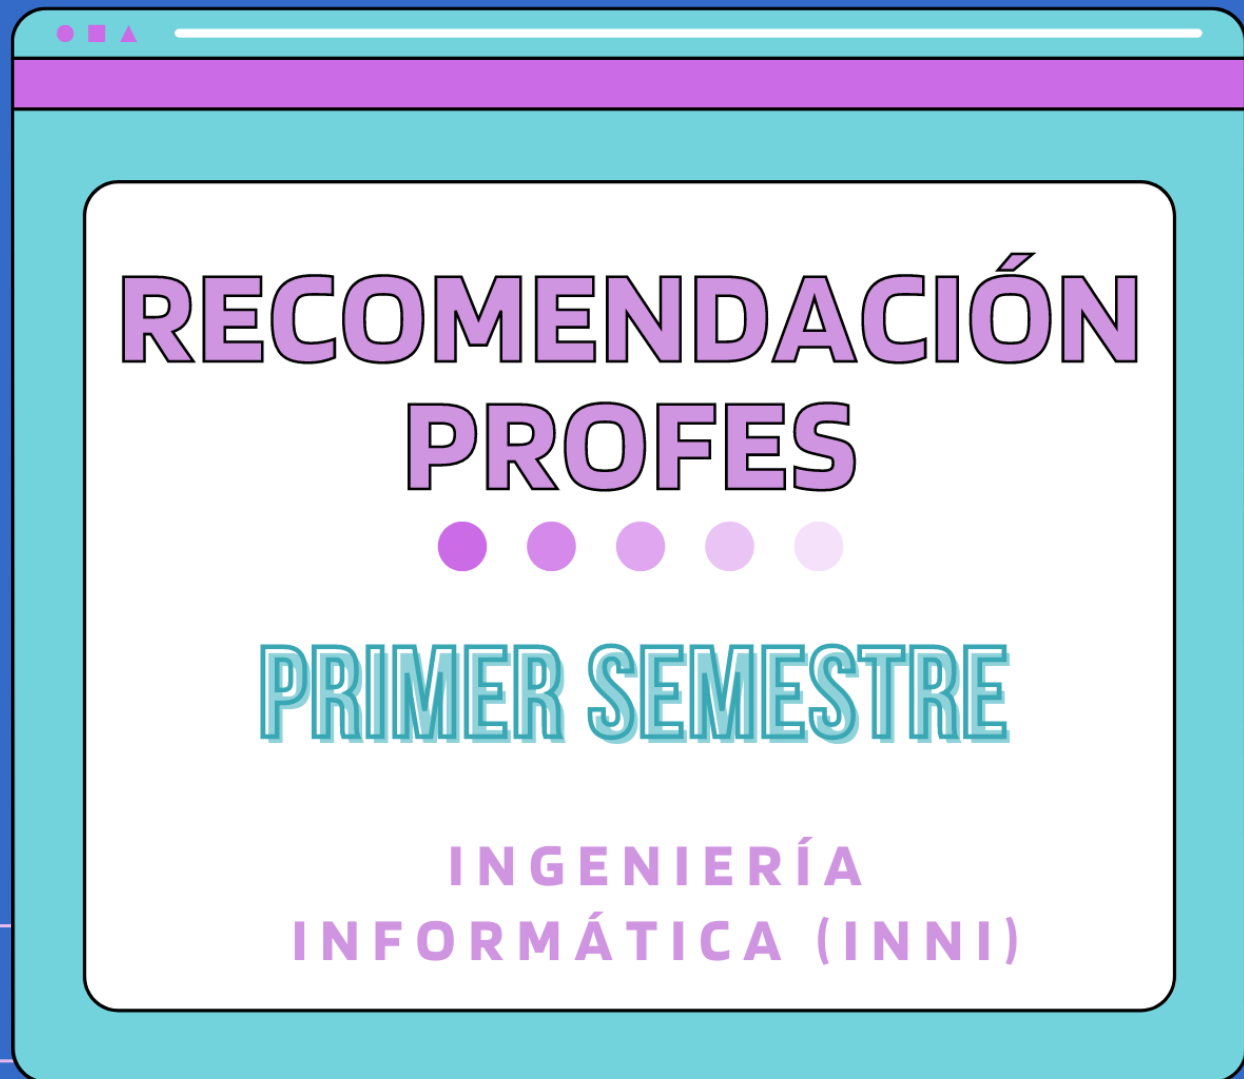 RECOMENDACIÓN
PROFES
PRIMER SEMESTRE
INGENIERÍA
INFORMÁTICA (INNI)